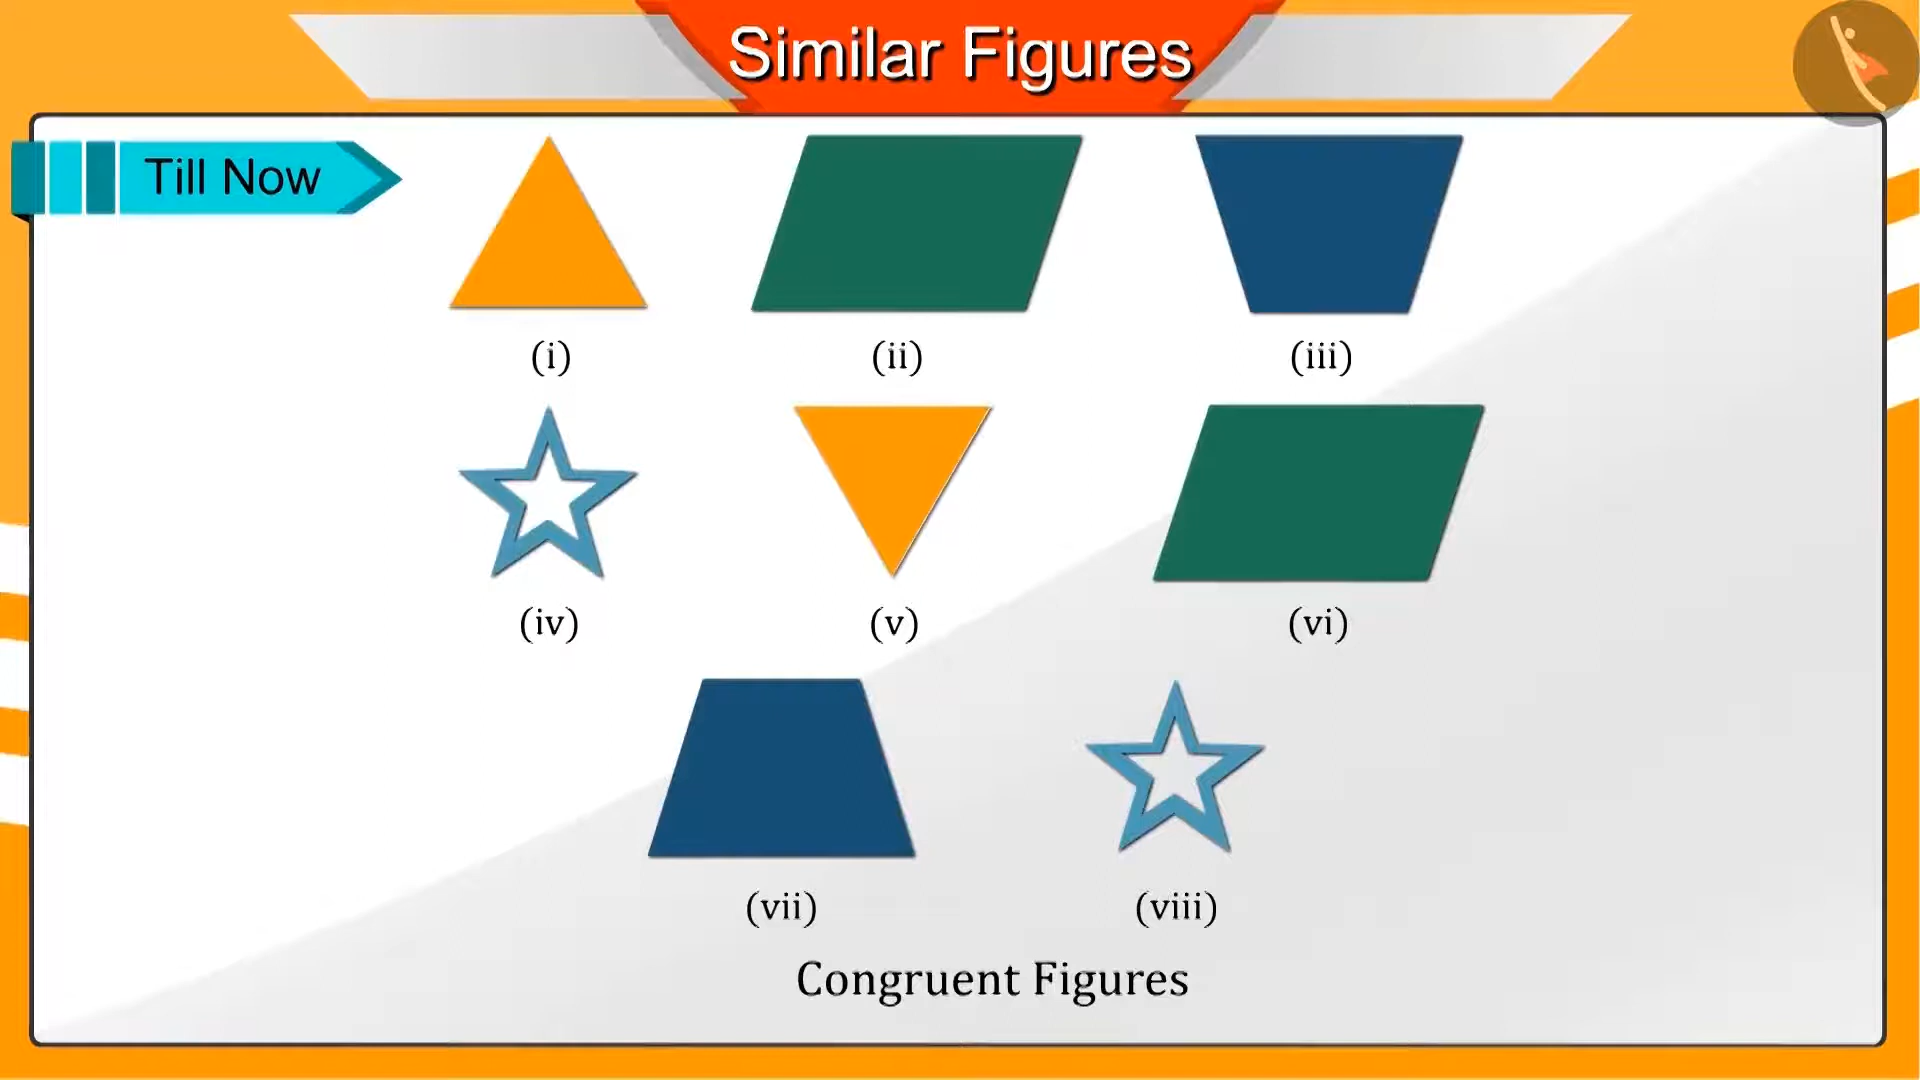 Similar Figures
Till Now
(i)
(ii)
(iii)
(iv)
(v)
(vi)
(vii)
(viii)
Congruent Figures